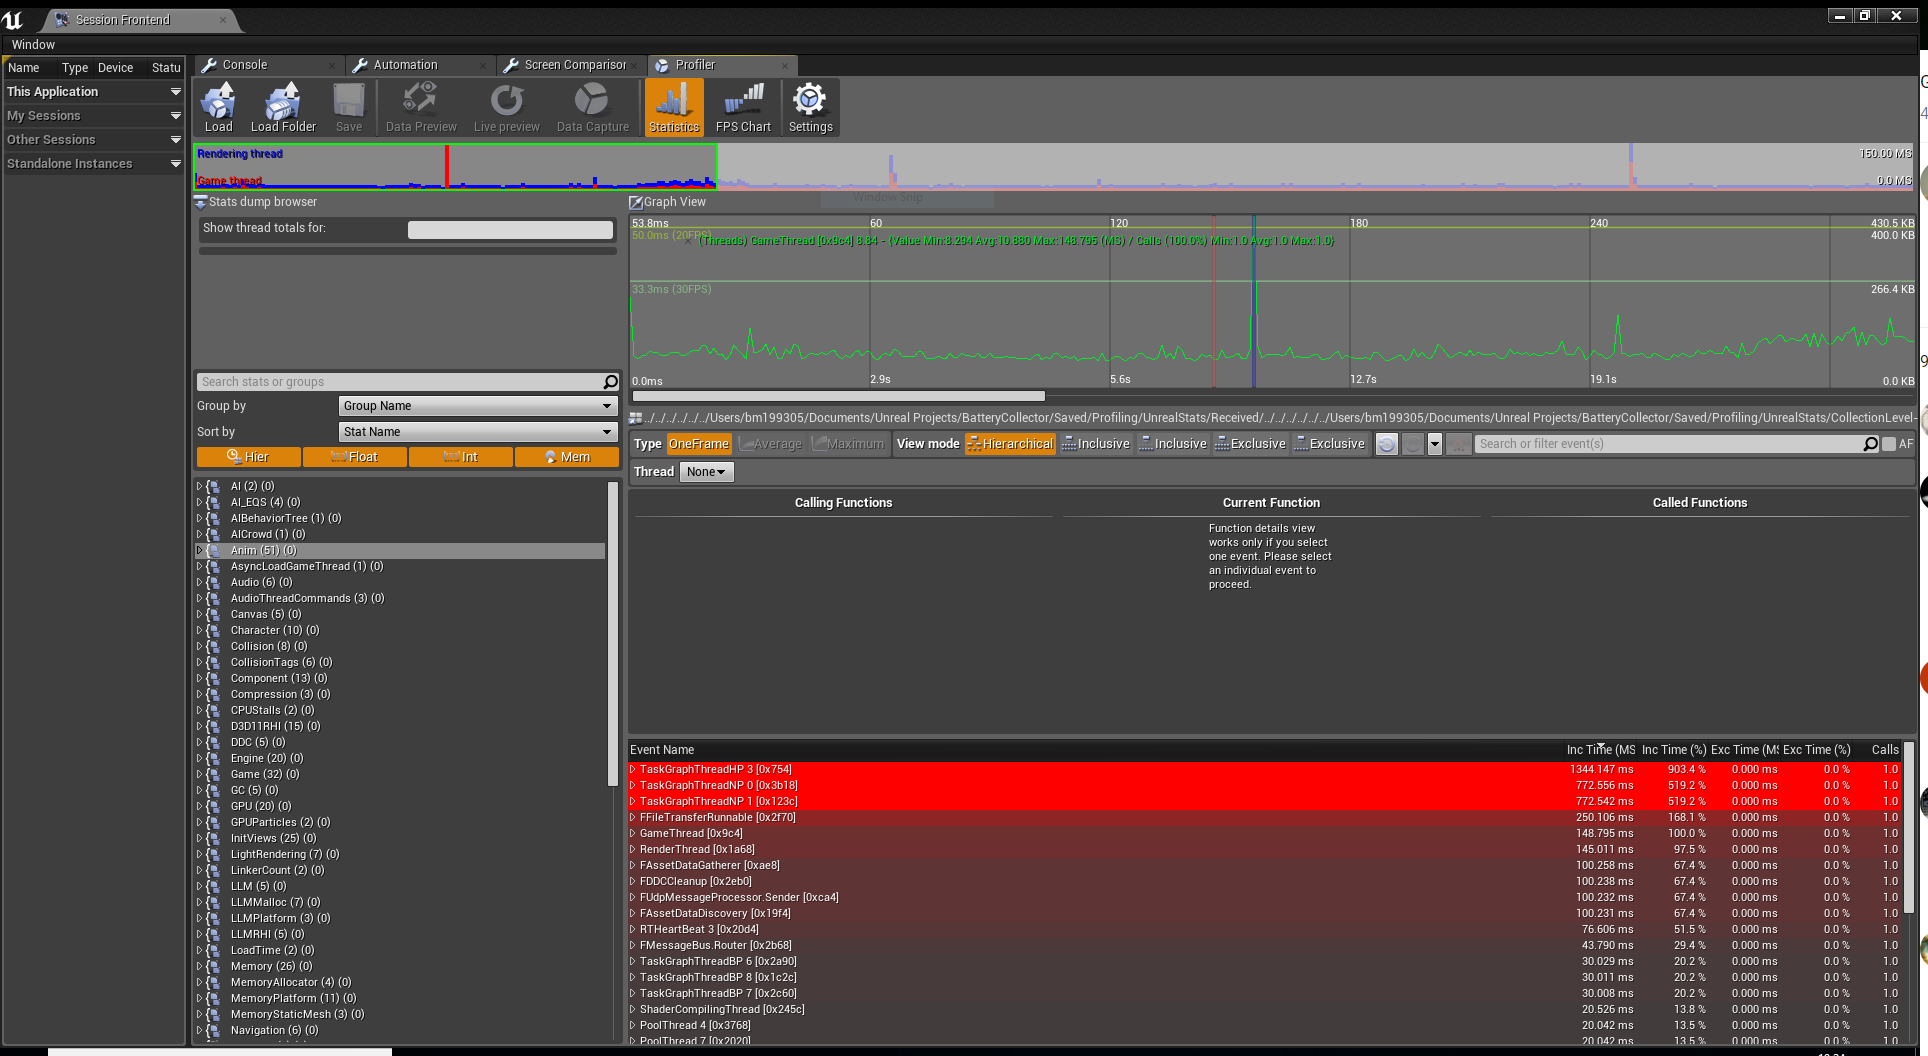 Session Frontend
Window
Name Type Device Statu
This Application
My Sessions
Other Sessions
Standalone Instances
Console Automation Screen Comparisor Profiler
Load Load Folder Save Data Preview Live preview Data Capture Statistics FPS Chart Settings
Rendering thread
Game thread
150.00 MS
0.0 MS
Window Snip
Stats dump browser
Show thread totals for:
Search stats or groups
Group by Group Name
Sort by Stat Name
Hier Float Int Mem
AI (2) (0)
AI_EQS (4) (0)
AIBehaviorTree (1) (0)
AICrowd (1) (0)
Anim (51) (0)
AsyncLoadGameThread (1) (0)
Audio (6) (0)
AudioThreadCommands (3) (0)
Canvas (5) (0)
Character (10) (0)
Collision (8) (0)
CollisionTags (6) (0)
Component (13) (0)
Compression (3) (0)
CPUStalls (2) (0)
D3D11RHI (15) (0)
DDC (5) (0)
Engine (20) (0)
Game (32) (0)
GC (5) (0)
GPU (20) (0)
GPUParticles (2) (0)
InitViews (25) (0)
LightRendering (7) (0)
LinkerCount (2) (0)
LLM (5) (0)
LLMMalloc (7) (0)
LLMPlatform (3) (0)
LLMRHI (5) (0)
LoadTime (2) (0)
Memory (26) (0)
MemoryAllocator (4) (0)
MemoryPlatform (11) (0)
MemoryStaticMesh (3) (0)
Navigation (6) (0)
Graph View
53.8ms 60 120 180 240 430.5 KB
50.0ms (20FPS) 400.0 KB
(Threads) GameThread [0x9c4] 8.84 - (Value Min:8.294 Avg:10.880 Max:148.795 (MS) / Calls (100.0%) Min:1.0 Avg:1.0 Max:1.0)
33.3ms (30FPS) 266.4 KB
0.0ms 2.9s 5.6s 12.7s 19.1s 0.0 KB
../../../../../../Users/bm199305/Documents/Unreal Projects/BatteryCollector/Saved/Profiling/UnrealStats/Received/../../../../../../Users/bm199305/Documents/Unreal Projects/BatteryCollector/Saved/Profiling/UnrealStats/CollectionLevel-
Type OneFrame Average Maximum View mode Hierarchical Inclusive Inclusive Exclusive Exclusive Search or filter event(s) AF
Thread None
Calling Functions Current Function Called Functions
Function details view
works only if you select
one event. Please select
an individual event to
proceed.
Event Name Inc Time (MS Inc Time (%) Exc Time (MS Exc Time (%) Calls
TaskGraphThreadHP 3 [0x754] 1344.147 ms 903.4 % 0.000 ms 0.0 % 1.0
TaskGraphThreadNP 0 [0x3b18] 772.556 ms 519.2 % 0.000 ms 0.0 % 1.0
TaskGraphThreadNP 1 [0x123c] 772.542 ms 519.2 % 0.000 ms 0.0 % 1.0
FFileTransferRunnable [0x2f70] 250.106 ms 168.1 % 0.000 ms 0.0 % 1.0
GameThread [0x9c4] 148.795 ms 100.0 % 0.000 ms 0.0 % 1.0
RenderThread [0x1a68] 145.011 ms 97.5 % 0.000 ms 0.0 % 1.0
FAssetDataGatherer [0xae8] 100.258 ms 67.4 % 0.000 ms 0.0 % 1.0
FDDCCleanup [0x2eb0] 100.238 ms 67.4 % 0.000 ms 0.0 % 1.0
FUdpMessageProcessor.Sender [0xca4] 100.232 ms 67.4 % 0.000 ms 0.0 % 1.0
FAssetDataDiscovery [0x19f4] 100.231 ms 67.4 % 0.000 ms 0.0 % 1.0
RTHeartBeat 3 [0x20d4] 76.606 ms 51.5 % 0.000 ms 0.0 % 1.0
FMessageBus.Router [0x2b68] 43.790 ms 29.4 % 0.000 ms 0.0 % 1.0
TaskGraphThreadBP 6 [0x2a90] 30.029 ms 20.2 % 0.000 ms 0.0 % 1.0
TaskGraphThreadBP 8 [0x1c2c] 30.011 ms 20.2 % 0.000 ms 0.0 % 1.0
TaskGraphThreadBP 7 [0x2c60] 30.008 ms 20.2 % 0.000 ms 0.0 % 1.0
ShaderCompilingThread [0x245c] 20.526 ms 13.8 % 0.000 ms 0.0 % 1.0
PoolThread 4 [0x3768] 20.042 ms 13.5 % 0.000 ms 0.0 % 1.0
PoolThread 7 [0x2020] 20.042 ms 13.5 % 0.000 ms 0.0 % 1.0